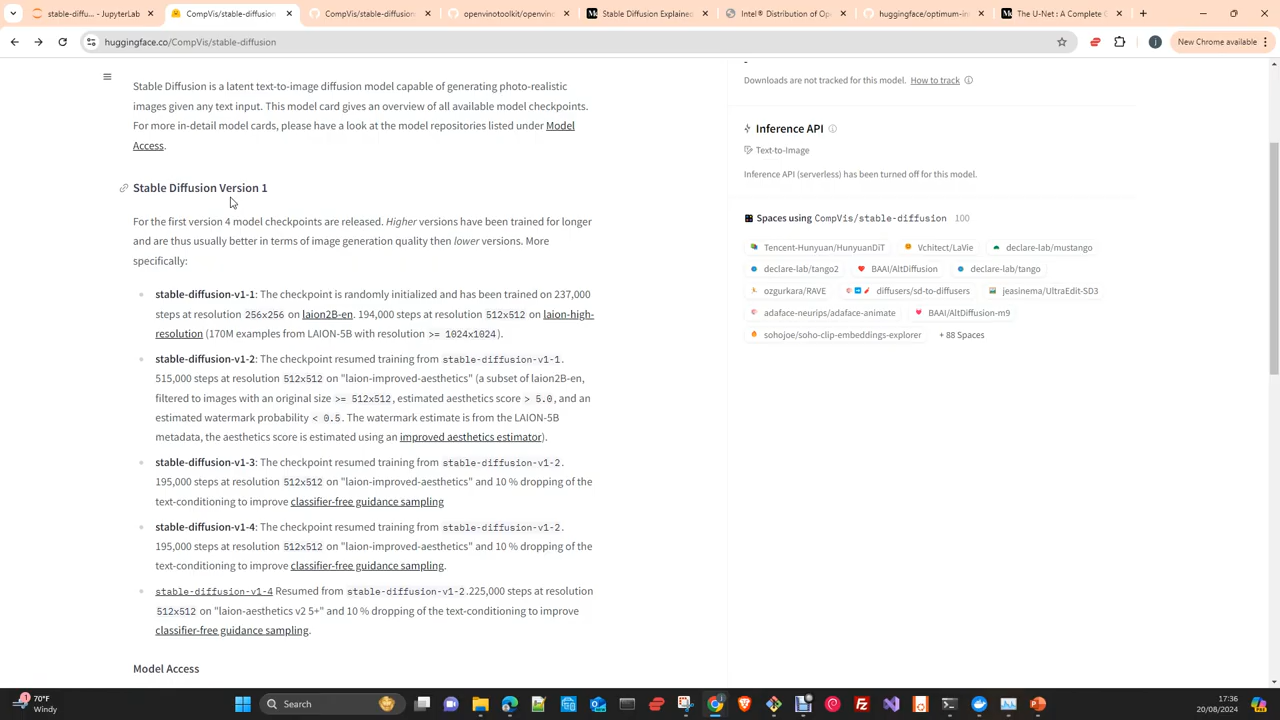 stable-diffu... - JupyterLab
CompVis/stable-diffusion
CompVis/stable-diffusion
openvinotoolkit/openvin
Stable Diffusion Explained
Intel® Distribution of Op
huggingface/optimum-in
The U-Net : A Complete G
huggingface.co/CompVis/stable-diffusion
New Chrome available
Stable Diffusion is a latent text-to-image diffusion model capable of generating photo-realistic
images given any text input. This model card gives an overview of all available model checkpoints.
For more in-detail model cards, please have a look at the model repositories listed under Model
Access.
Stable Diffusion Version 1
For the first version 4 model checkpoints are released. Higher versions have been trained for longer
and are thus usually better in terms of image generation quality then lower versions. More
specifically:
stable-diffusion-v1-1: The checkpoint is randomly initialized and has been trained on 237,000
steps at resolution 256x256 on laion2B-en. 194,000 steps at resolution 512x512 on laion-high-
resolution (170M examples from LAION-5B with resolution >= 1024x1024).
stable-diffusion-v1-2: The checkpoint resumed training from stable-diffusion-v1-1.
515,000 steps at resolution 512x512 on "laion-improved-aesthetics" (a subset of laion2B-en,
filtered to images with an original size >= 512x512, estimated aesthetics score > 5.0, and an
estimated watermark probability < 0.5. The watermark estimate is from the LAION-5B
metadata, the aesthetics score is estimated using an improved aesthetics estimator).
stable-diffusion-v1-3: The checkpoint resumed training from stable-diffusion-v1-2.
195,000 steps at resolution 512x512 on "laion-improved-aesthetics" and 10 % dropping of the
text-conditioning to improve classifier-free guidance sampling
stable-diffusion-v1-4: The checkpoint resumed training from stable-diffusion-v1-2.
195,000 steps at resolution 512x512 on "laion-improved-aesthetics" and 10 % dropping of the
text-conditioning to improve classifier-free guidance sampling.
stable-diffusion-v1-4 Resumed from stable-diffusion-v1-2.225,000 steps at resolution
512x512 on "laion-aesthetics v2 5+" and 10 % dropping of the text-conditioning to improve
classifier-free guidance sampling.
Model Access
-
Downloads are not tracked for this model. How to track
Inference API
Text-to-Image
Inference API (serverless) has been turned off for this model.
Spaces using CompVis/stable-diffusion 100
Tencent-Hunyuan/HunyuanDiT
Vchitect/LaVie
declare-lab/mustango
declare-lab/tango2
BAAI/AltDiffusion
declare-lab/tango
ozgurkara/RAVE
diffusers/sd-to-diffusers
jeasinema/UltraEdit-SD3
adaface-neurips/adaface-animate
BAAI/AltDiffusion-m9
sohojoe/soho-clip-embeddings-explorer
+ 88 Spaces
1
70°F
Windy
Search
17:36
20/08/2024